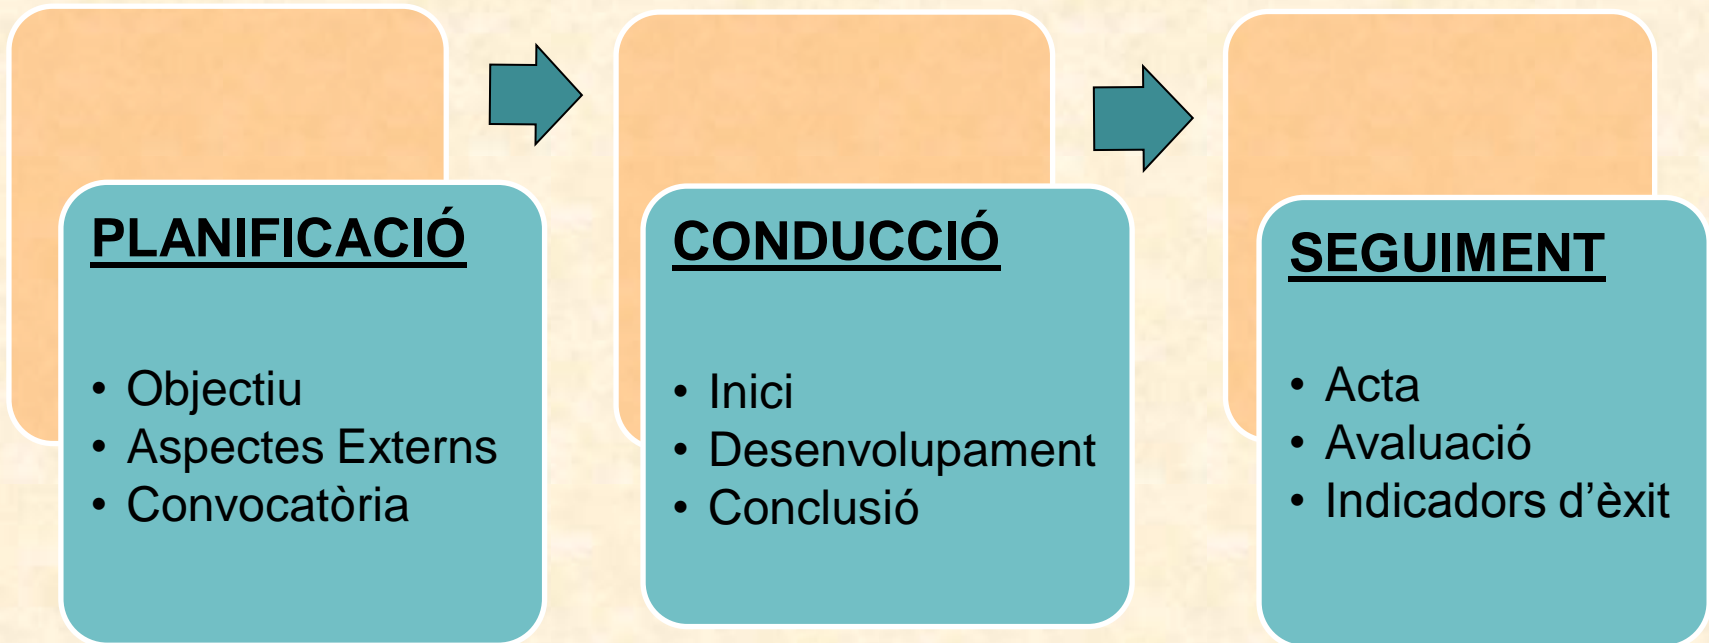 PLANIFICACIÓ
• Objectiu
• Aspectes Externs
• Convocatòria
CONDUCCIÓ
• Inici
• Desenvolupament
• Conclusió
SEGUIMENT
• Acta
• Avaluació
• Indicadors d’èxit